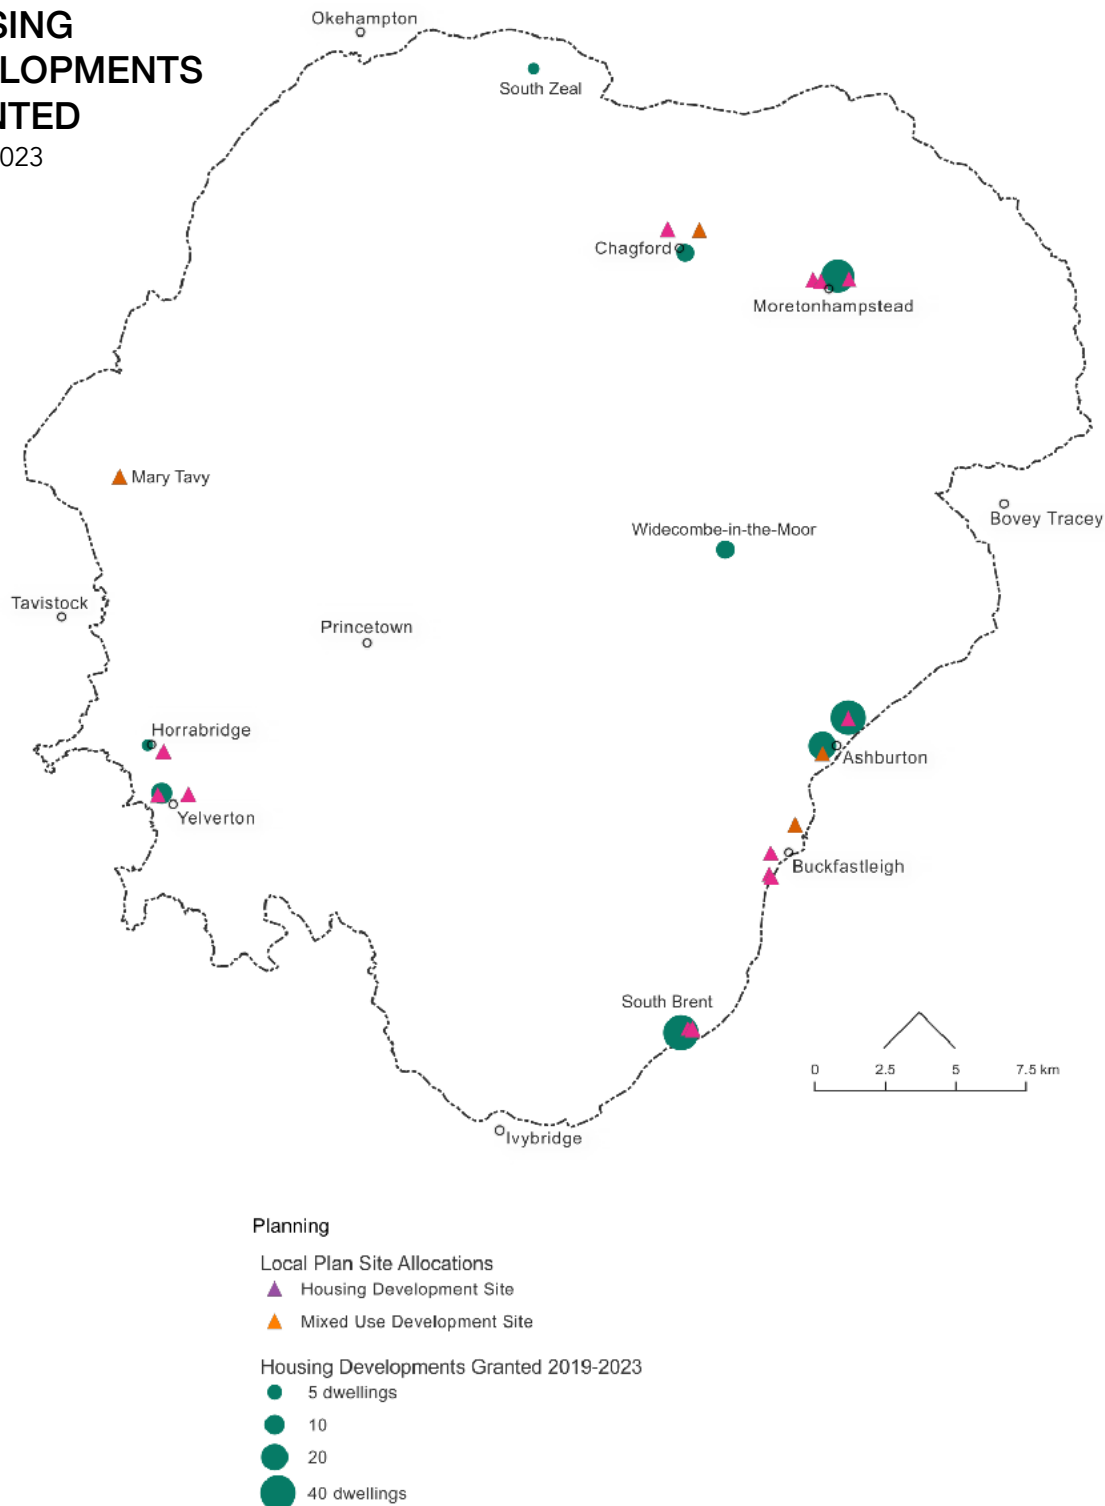 SING
LOPMENTS
NTED
023
Okehampton
South Zeal
Chagford
Moretonhampstead
Mary Tavy
Bovey Tracey
Widecombe-in-the-Moor
Tavistock
Princetown
Horrabridge
Ashburton
Yelverton
Buckfastleigh
South Brent
0 2.5 5 7.5 km
Ivybridge
Planning
Local Plan Site Allocations
Housing Development Site
Mixed Use Development Site
Housing Developments Granted 2019-2023
5 dwellings
10
20
40 dwellings